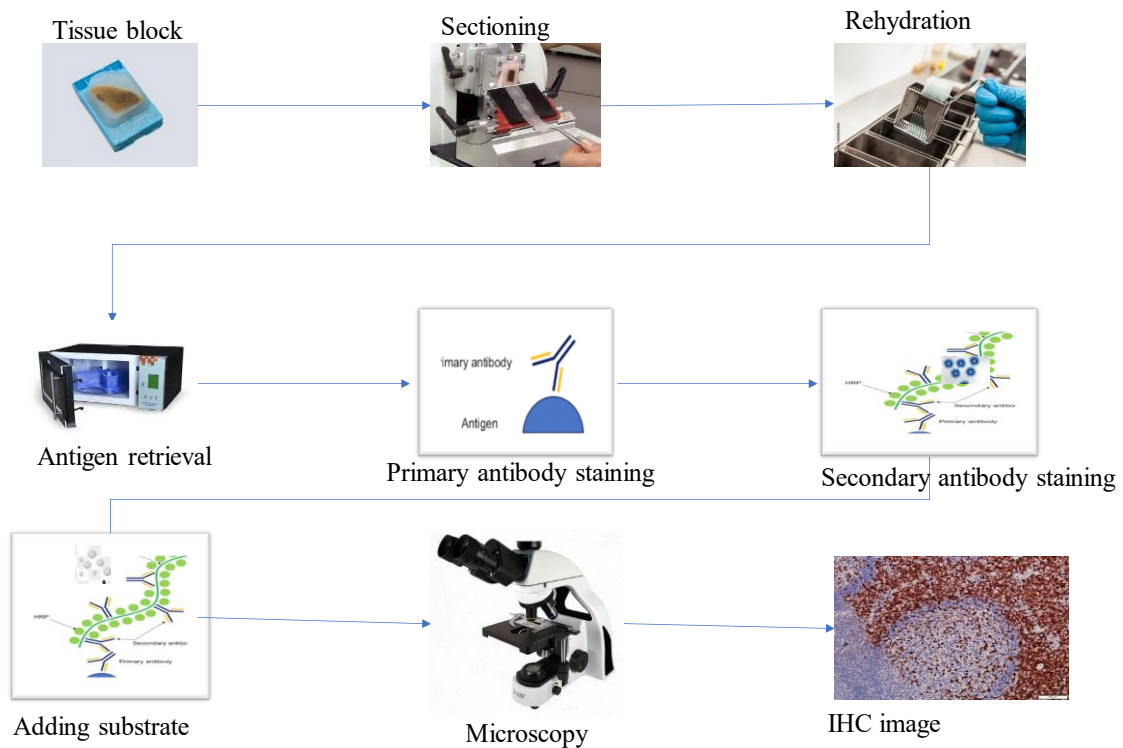 Tissue block
Sectioning
Rehydration
imary antibody
Antigen
HRP
Secondary antibo
Primary antibody
Antigen retrieval
Primary antibody staining
Secondary antibody staining
HRP
Secondary antibo
Primary antibody
Adding substrate
Microscopy
IHC image